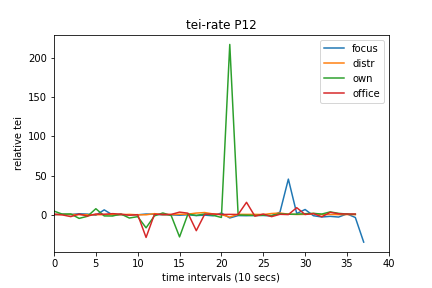 tei-rate P12
focus
distr
own
office
200
150
100
50
0
relative tei
0 5 10 15 20 25 30 35 40
time intervals (10 secs)